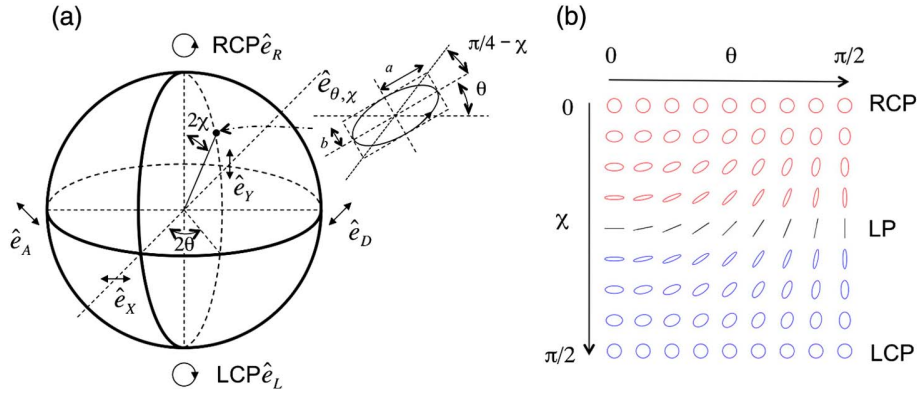 (a)
RCP ê_R
π/4 − χ
ê_θ,χ
a
θ
b
2χ
ê_Y
ê_A
2θ
ê_D
ê_X
LCP ê_L
(b)
0 θ π/2
0
RCP
χ
LP
π/2
LCP